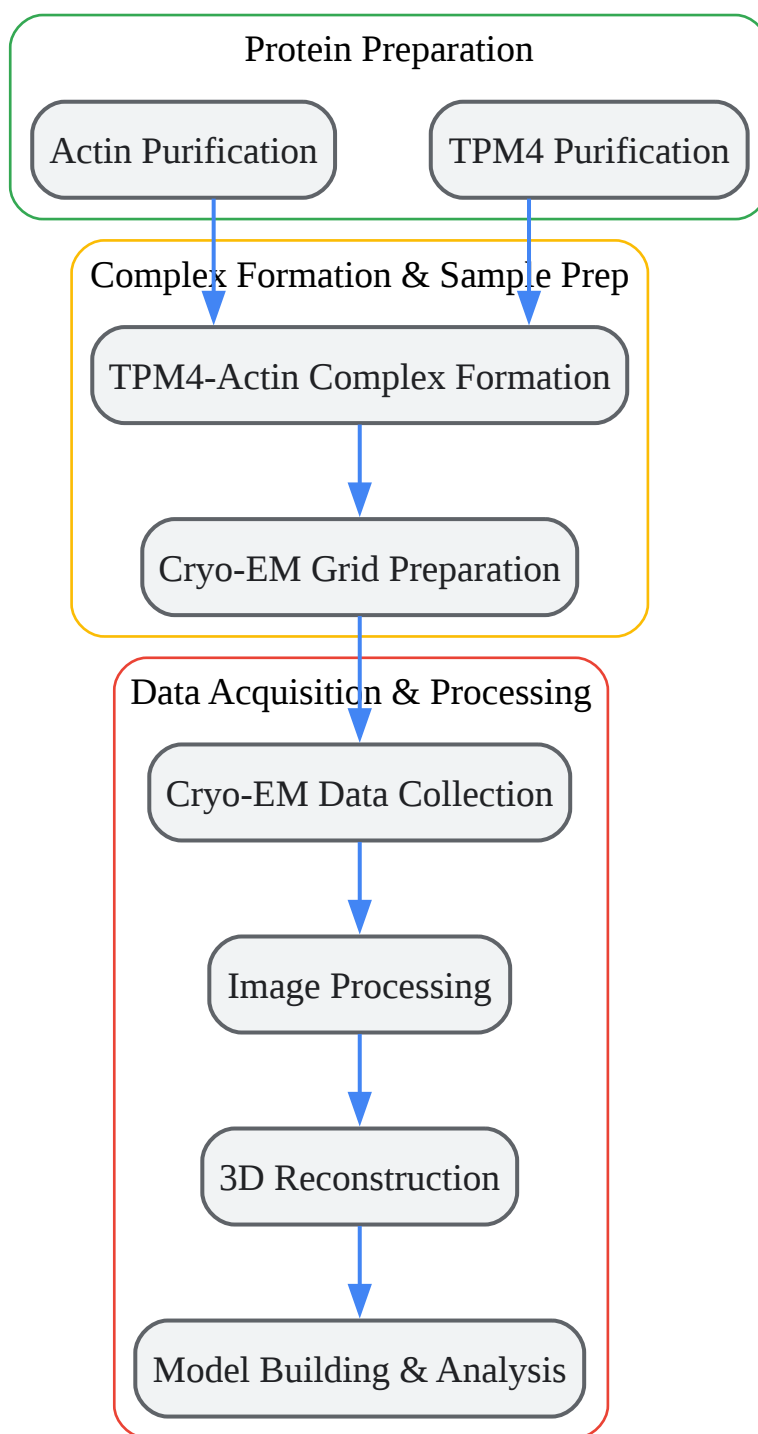 Protein Preparation
Actin Purification
TPM4 Purification
Complex Formation & Sample Prep
TPM4-Actin Complex Formation
Cryo-EM Grid Preparation
Data Acquisition & Processing
Cryo-EM Data Collection
Image Processing
3D Reconstruction
Model Building & Analysis